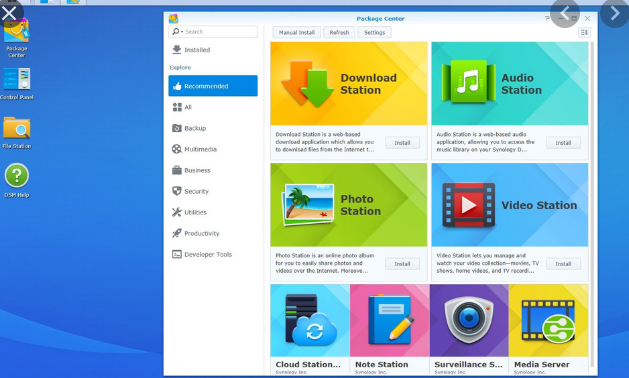 Package Center
Package
Center
Control Panel
File Station
DSM Help
Search
Installed
Explore
Recommended
All
Backup
Multimedia
Business
Security
Utilities
Productivity
Developer Tools
Manual Install
Refresh
Settings
Download
Station
Download Station is a web-based
download application which allows you
to download files from the Internet t...
Install
Audio
Station
Audio Station is a web-based audio
application, allowing you to access the
music library on your Synology D...
Install
Photo
Station
Photo Station is an online photo album
for you to easily share photos and
videos over the Internet. Moreove...
Install
Video Station
Video Station lets you manage and
watch your video collection—movies, TV
shows, home videos, and TV recordi...
Install
Cloud Station...
Synology Inc.
Note Station
Synology Inc.
Surveillance S...
Synology Inc.
Media Server
Synology Inc.